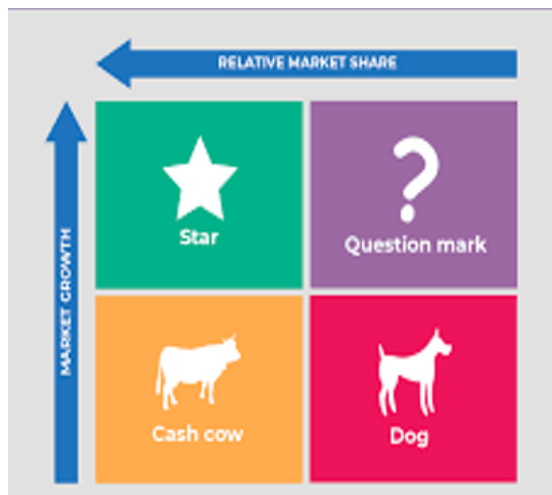 RELATIVE MARKET SHARE
MARKET GROWTH
Star
?
Question mark
Cash cow
Dog